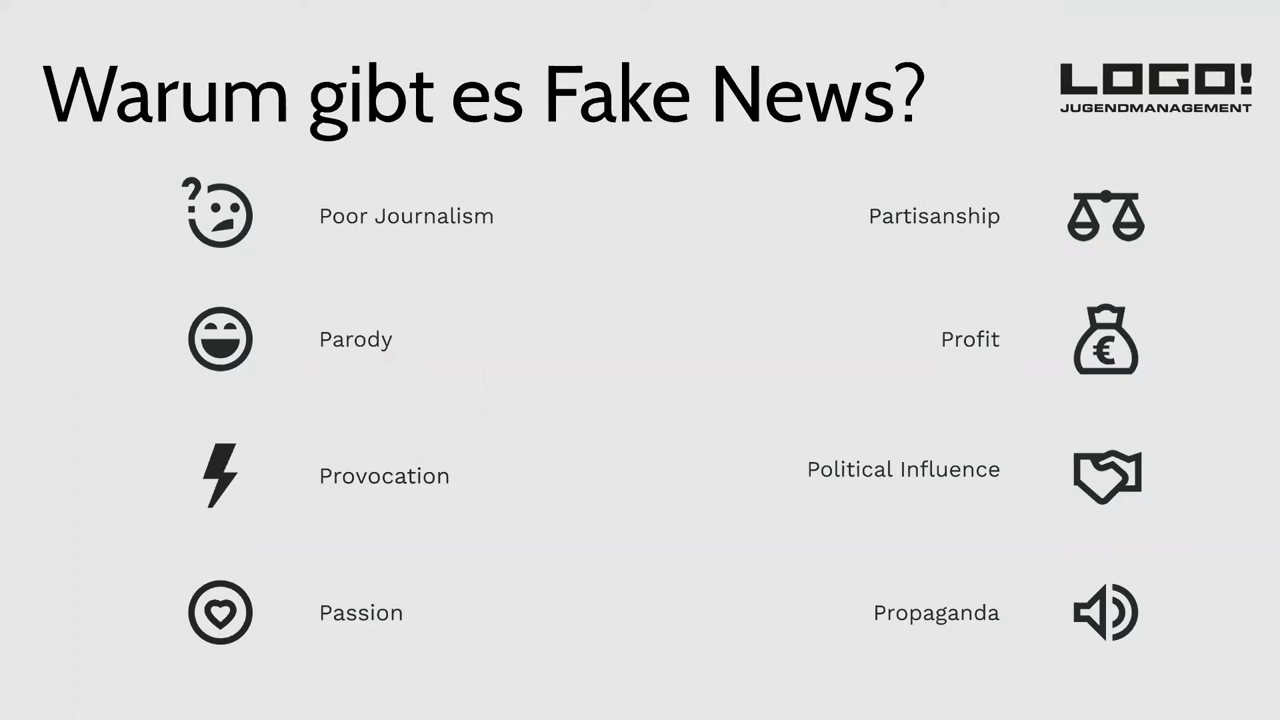 Warum gibt es Fake News?
LOGO!
JUGENDMANAGEMENT
Poor Journalism
Partisanship
Parody
Profit
Provocation
Political Influence
Passion
Propaganda